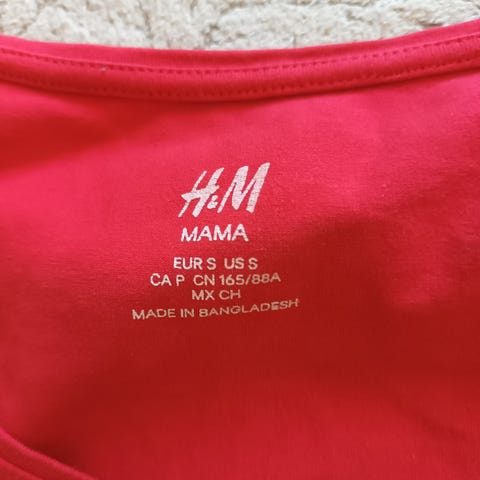 H&M
MAMA
EUR S US S
CA P CN 165/88A
MX CH
MADE IN BANGLADESH